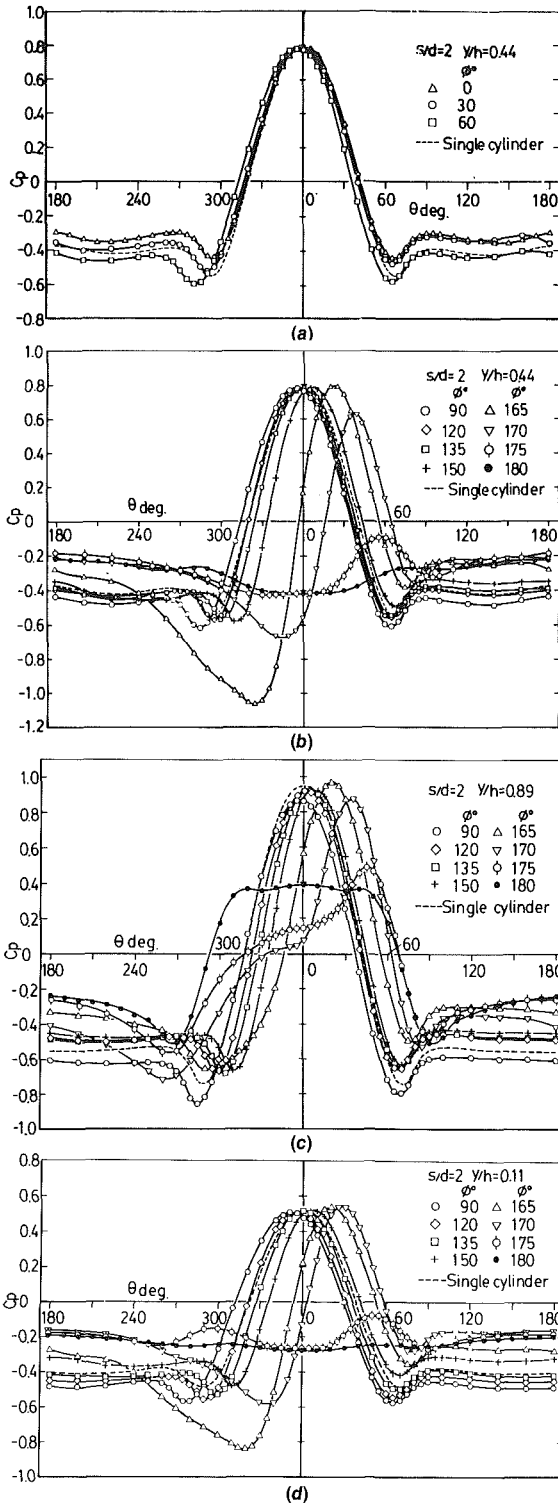 1.0
s/d=2 y/h=0.44
0.8
ø°
0.6
△ 0
○ 30
0.4
□ 60
---- Single cylinder
0.2
Cp
0
180 240 300 0 60 120 180
θ deg.
-0.2
-0.4
-0.6
-0.8
(a)
1.0
s/d=2 y/h=0.44
0.8
ø° ø°
○ 90 △ 165
0.6
◇ 120 ▽ 170
□ 135 175
0.4
+ 150 ● 180
0.2
--- Single cylinder
Cp
0
180 θ deg. 240 300 0 60 120 180
-0.2
-0.4
-0.6
-0.8
-1.0
-1.2
(b)
1.0
s/d=2 y/h=0.89
0.8
ø° ø°
○ 90 △ 165
0.6
◇ 120 ▽ 170
□ 135 175
0.4
+ 150 ● 180
0.2
---- Single cylinder
θ deg.
Cp
0
180 240 300 0 60 120 180
-0.2
-0.4
-0.6
-0.8
-1.0
(c)
0.8
s/d=2 y/h=0.11
0.6
ø° ø°
○ 90 △ 165
0.4
◇ 120 ▽ 170
□ 135 175
0.2
+ 150 ● 180
---- Single cylinder
Cp
θ deg.
0
180 240 300 0 60 120 180
-0.2
-0.4
-0.6
-0.8
-1.0
(d)